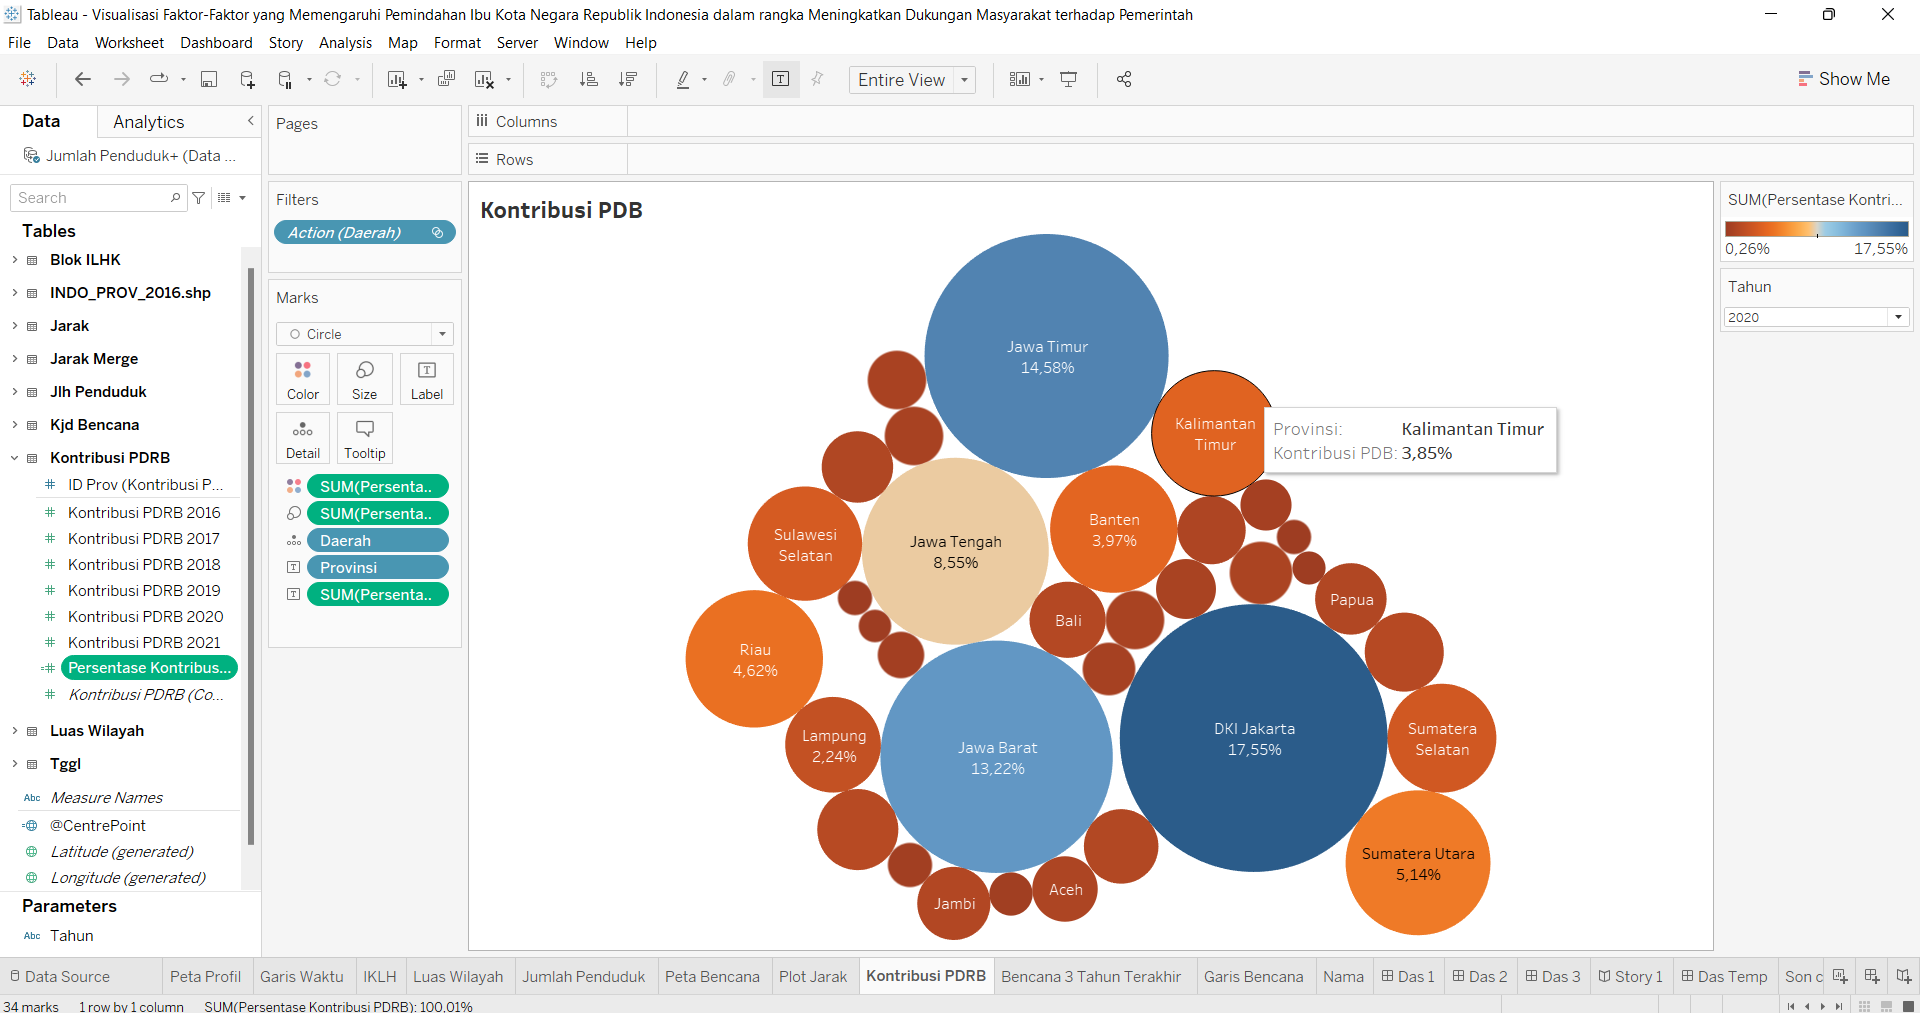 Tableau - Visualisasi Faktor-Faktor yang Memengaruhi Pemindahan Ibu Kota Negara Republik Indonesia dalam rangka Meningkatkan Dukungan Masyarakat terhadap Pemerintah
File Data Worksheet Dashboard Story Analysis Map Format Server Window Help
Entire View
Show Me
Data Analytics
Jumlah Penduduk+ (Data ...
Search
Tables
Blok ILHK
INDO_PROV_2016.shp
Jarak
Jarak Merge
Jlh Penduduk
Kjd Bencana
Kontribusi PDRB
ID Prov (Kontribusi P...
Kontribusi PDRB 2016
Kontribusi PDRB 2017
Kontribusi PDRB 2018
Kontribusi PDRB 2019
Kontribusi PDRB 2020
Kontribusi PDRB 2021
Persentase Kontribus...
Kontribusi PDRB (Co...
Luas Wilayah
Tggl
Abc Measure Names
@CentrePoint
Latitude (generated)
Longitude (generated)
Parameters
Abc Tahun
Pages
Filters
Action (Daerah)
Marks
Circle
Color Size T Label
Detail Tooltip
SUM(Persenta..
SUM(Persenta..
Daerah
T Provinsi
T SUM(Persenta..
Columns
Rows
Kontribusi PDB
Jawa Timur
14,58%
Kalimantan
Timur
Provinsi: Kalimantan Timur
Kontribusi PDB: 3,85%
Sulawesi
Selatan
Jawa Tengah
8,55%
Banten
3,97%
Papua
Bali
Riau
4,62%
Lampung
2,24%
Jawa Barat
13,22%
DKI Jakarta
17,55%
Sumatera
Selatan
Sumatera Utara
5,14%
Jambi
Aceh
SUM(Persentase Kontri...
0,26% 17,55%
Tahun
2020
Data Source Peta Profil Garis Waktu IKLH Luas Wilayah Jumlah Penduduk Peta Bencana Plot Jarak Kontribusi PDRB Bencana 3 Tahun Terakhir Garis Bencana Nama Das 1 Das 2 Das 3 Story 1 Das Temp Son c
34 marks 1 row by 1 column SUM(Persentase Kontribusi PDRB): 100,01%